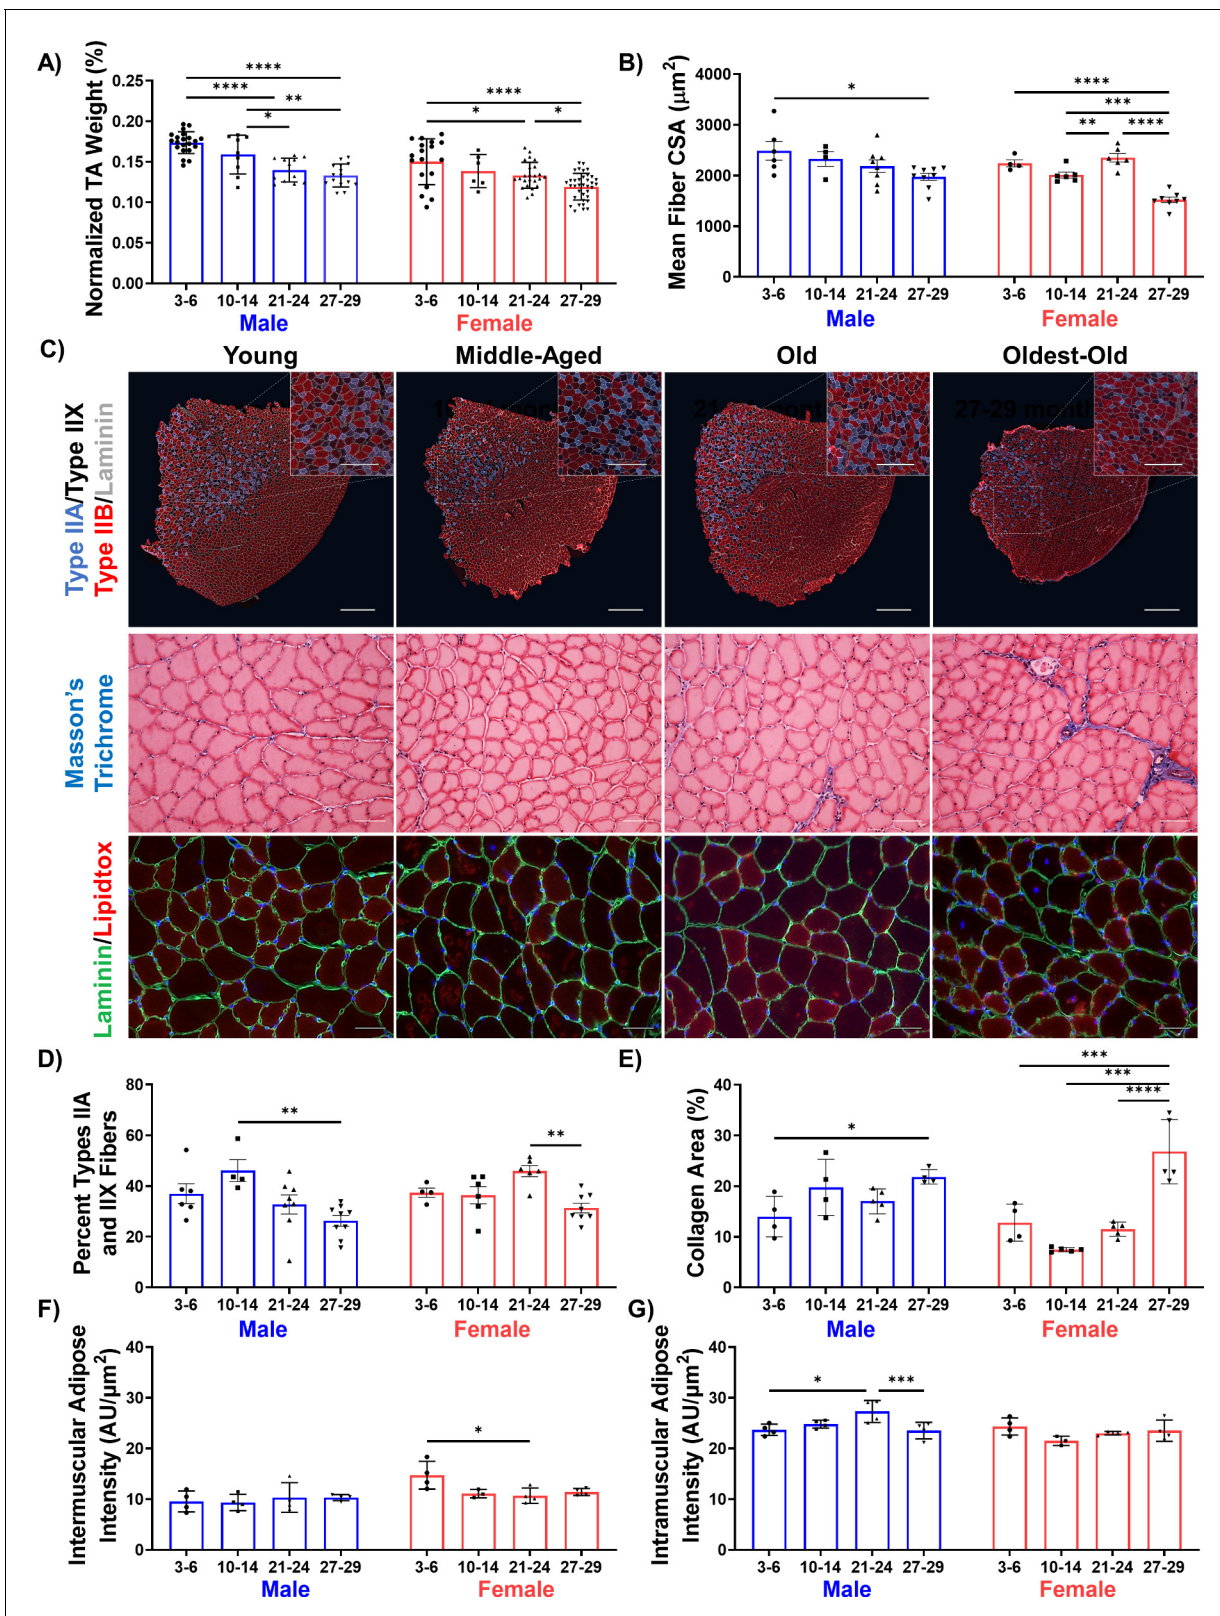 A)
Normalized TA Weight (%)
0.25
0.20
0.15
0.10
0.05
0.00
****
****
**
*
****
*
*
3-6 10-14 21-24 27-29
3-6 10-14 21-24 27-29
Male
Female
B)
Mean Fiber CSA (μm²)
4000
3000
2000
1000
0
*
****
***
**
****
3-6 10-14 21-24 27-29
3-6 10-14 21-24 27-29
Male
Female
C)
Young
Middle-Aged
Old
Oldest-Old
27-29 month
Type IIA/Type IIX
Type IIB/Laminin
Masson's
Trichrome
Laminin/Lipidtox
D)
Percent Types IIA
and IIX Fibers
80
60
40
20
0
**
**
3-6 10-14 21-24 27-29
3-6 10-14 21-24 27-29
Male
Female
E)
Collagen Area (%)
40
30
20
10
0
*
***
***
****
3-6 10-14 21-24 27-29
3-6 10-14 21-24 27-29
Male
Female
F)
Intermuscular Adipose
Intensity (AU/μm²)
40
30
20
10
0
*
3-6 10-14 21-24 27-29
3-6 10-14 21-24 27-29
Male
Female
G)
Intramuscular Adipose
Intensity (AU/μm²)
40
30
20
10
0
*
***
3-6 10-14 21-24 27-29
3-6 10-14 21-24 27-29
Male
Female